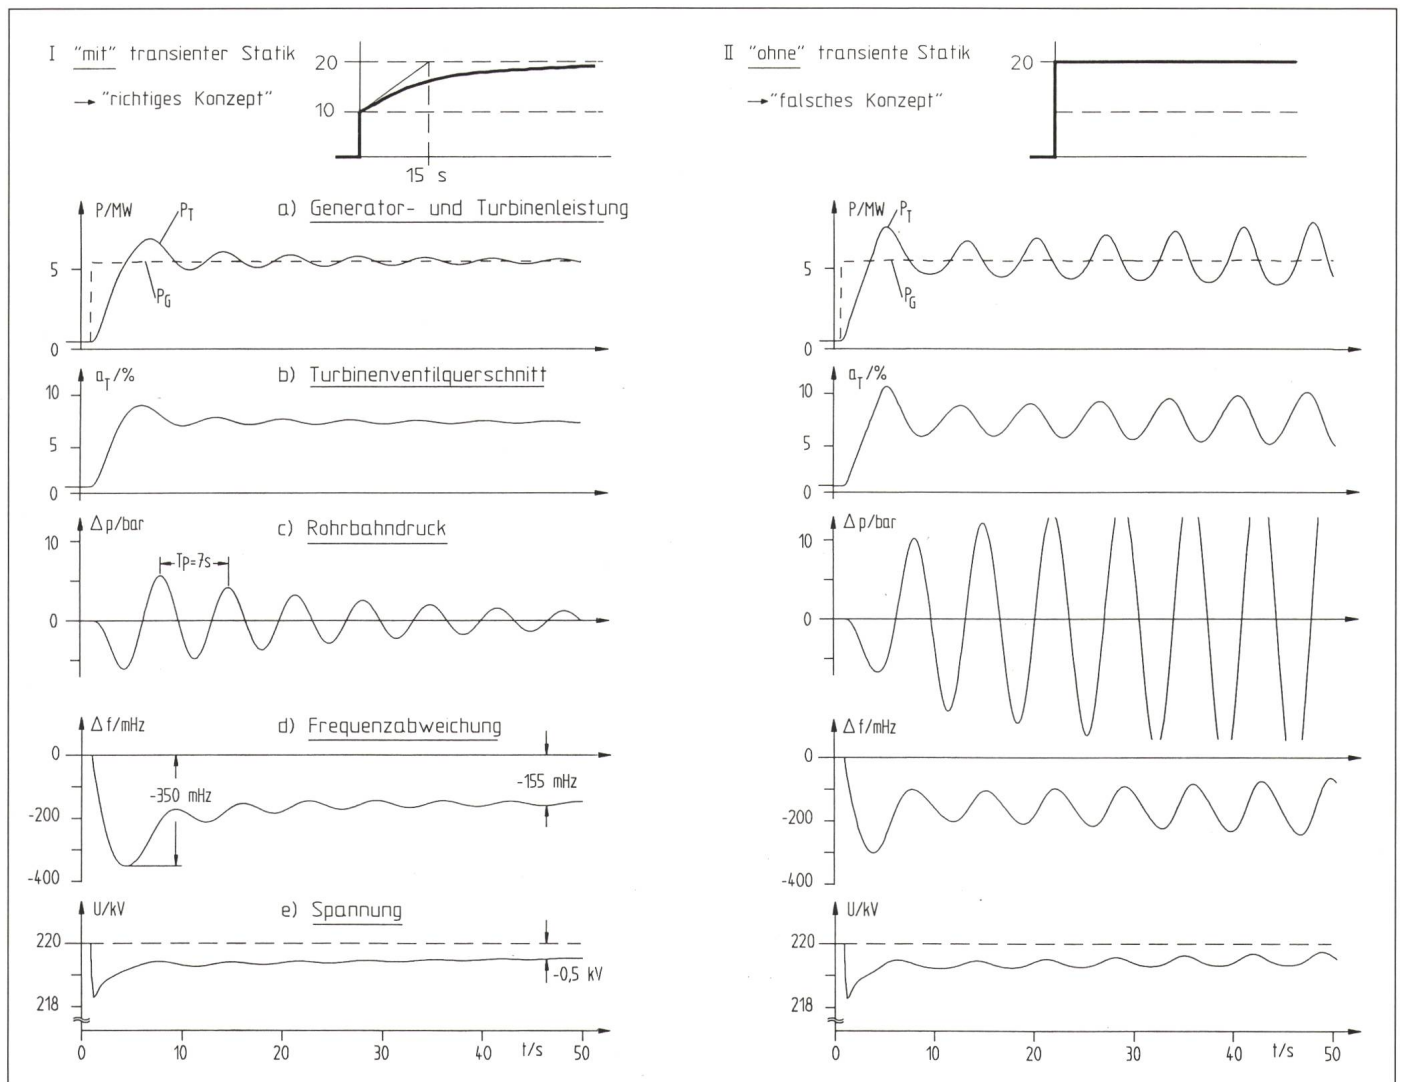 I "mit" transienter Statik
→ "richtiges Konzept"
20
10
15 s
II "ohne" transiente Statik
→ "falsches Konzept"
20
a) Generator- und Turbinenleistung
P/MW
P_T
5
P_G
0
P/MW
P_T
5
P_G
0
b) Turbinenventilquerschnitt
a_T/%
10
5
0
a_T/%
10
5
0
c) Rohrbahndruck
Δp/bar
10
Tp=7s
0
Δp/bar
10
0
d) Frequenzabweichung
Δf/mHz
0
-350 mHz
-155 mHz
-200
-400
Δf/mHz
0
-200
-400
e) Spannung
U/kV
220
-0,5 kV
218
0 10 20 30 40 t/s 50
U/kV
220
218
0 10 20 30 40 t/s 50